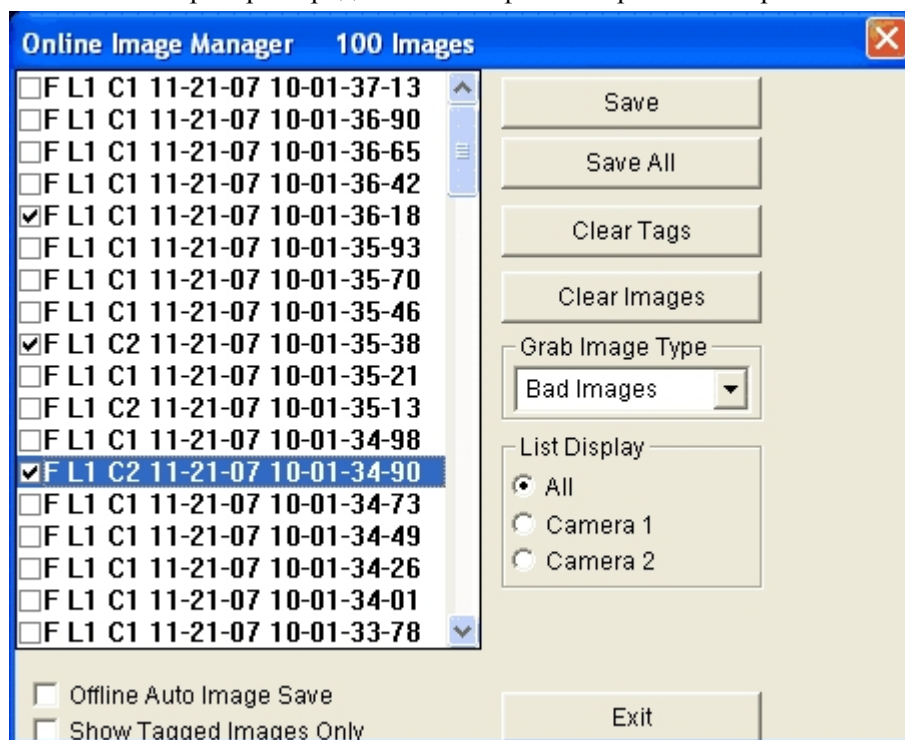 Online Image Manager 100 Images
F L1 C1 11-21-07 10-01-37-13
F L1 C1 11-21-07 10-01-36-90
F L1 C1 11-21-07 10-01-36-65
F L1 C1 11-21-07 10-01-36-42
F L1 C1 11-21-07 10-01-36-18
F L1 C1 11-21-07 10-01-35-93
F L1 C1 11-21-07 10-01-35-70
F L1 C1 11-21-07 10-01-35-46
F L1 C2 11-21-07 10-01-35-38
F L1 C1 11-21-07 10-01-35-21
F L1 C2 11-21-07 10-01-35-13
F L1 C1 11-21-07 10-01-34-98
F L1 C2 11-21-07 10-01-34-90
F L1 C1 11-21-07 10-01-34-73
F L1 C1 11-21-07 10-01-34-49
F L1 C1 11-21-07 10-01-34-26
F L1 C1 11-21-07 10-01-34-01
F L1 C1 11-21-07 10-01-33-78
Save
Save All
Clear Tags
Clear Images
Grab Image Type
Bad Images
List Display
All
Camera 1
Camera 2
Offline Auto Image Save
Show Tagged Images Only
Exit